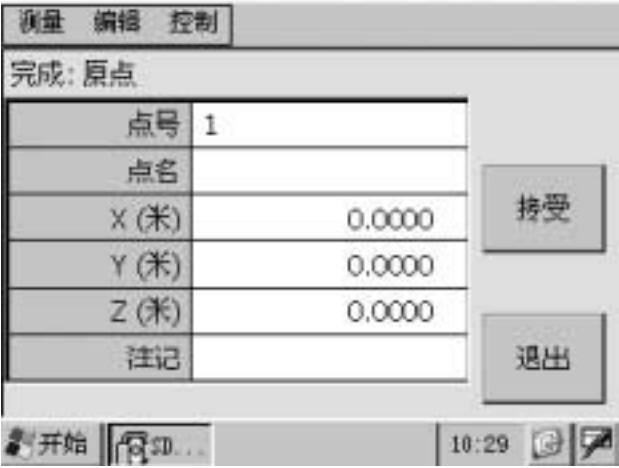 测量 编辑 控制
完成: 原点
点号 1
点名
X (米) 0.0000
Y (米) 0.0000
Z (米) 0.0000
注记
接受
退出
开始 SD... 10:29